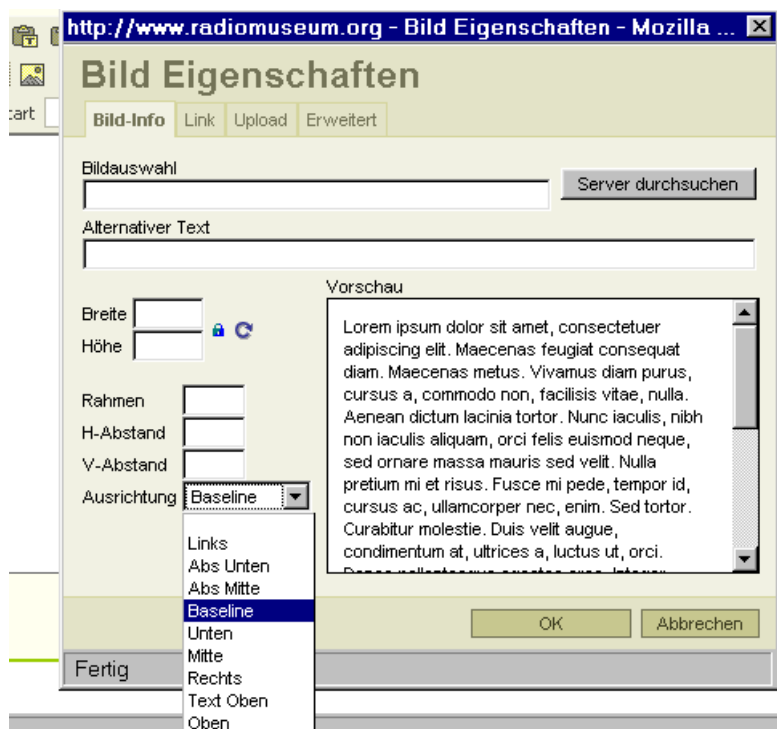 http://www.radiomuseum.org - Bild Eigenschaften - Mozilla ...
Bild Eigenschaften
Bild-Info Link Upload Erweitert
Bildauswahl
Server durchsuchen
Alternativer Text
Breite
Höhe
Rahmen
H-Abstand
V-Abstand
Ausrichtung Baseline
Links
Abs Unten
Abs Mitte
Baseline
Unten
Mitte
Rechts
Text Oben
Oben
Vorschau
Lorem ipsum dolor sit amet, consectetuer
adipiscing elit. Maecenas feugiat consequat
diam. Maecenas metus. Vivamus diam purus,
cursus a, commodo non, facilisis vitae, nulla.
Aenean dictum lacinia tortor. Nunc iaculis, nibh
non iaculis aliquam, orci felis euismod neque,
sed ornare massa mauris sed velit. Nulla
pretium mi et risus. Fusce mi pede, tempor id,
cursus ac, ullamcorper nec, enim. Sed tortor.
Curabitur molestie. Duis velit augue,
condimentum at, ultrices a, luctus ut, orci.
OK Abbrechen
Fertig